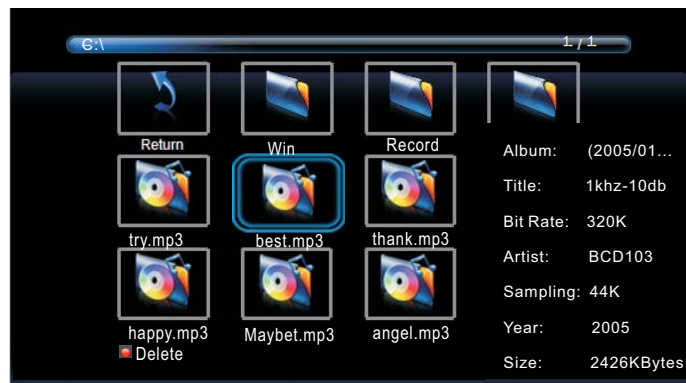 C:\ 1/1
Return Win Record
try.mp3 best.mp3 thank.mp3
happy.mp3 Maybet.mp3 angel.mp3
Delete
Album: (2005/01...
Title: 1khz-10db
Bit Rate: 320K
Artist: BCD103
Sampling: 44K
Year: 2005
Size: 2426KBytes